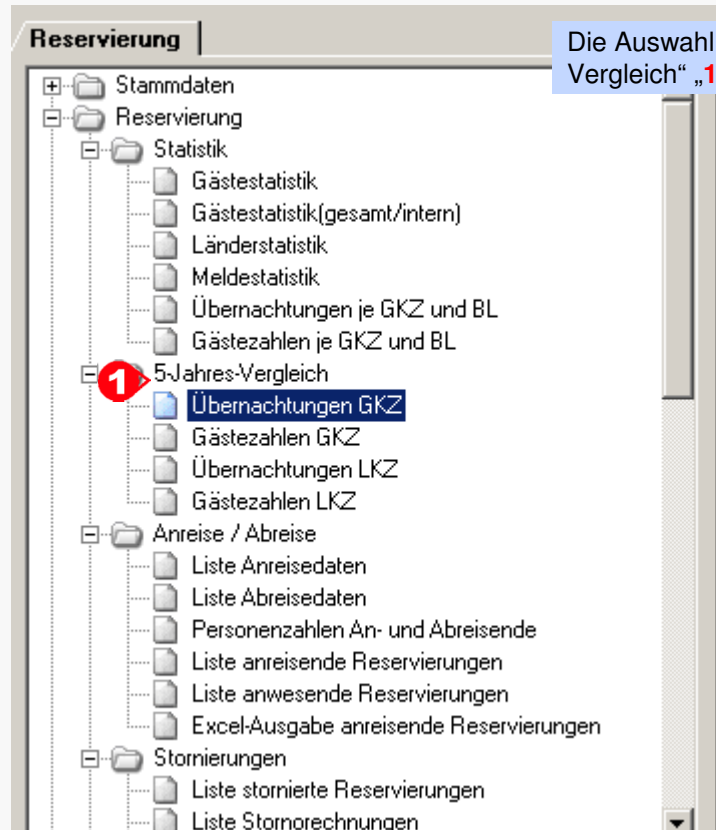 Reservierung
Die Auswahl
Vergleich“ „1
Stammdaten
Reservierung
Statistik
Gästestatistik
Gästestatistik(gesamt/intern)
Länderstatistik
Meldestatistik
Übernachtungen je GKZ und BL
Gästezahlen je GKZ und BL
1 5-Jahres-Vergleich
Übernachtungen GKZ
Gästezahlen GKZ
Übernachtungen LKZ
Gästezahlen LKZ
Anreise / Abreise
Liste Anreisedaten
Liste Abreisedaten
Personenzahlen An- und Abreisende
Liste anreisende Reservierungen
Liste anwesende Reservierungen
Excel-Ausgabe anreisende Reservierungen
Stornierungen
Liste stornierte Reservierungen
Liste Stornorechnungen